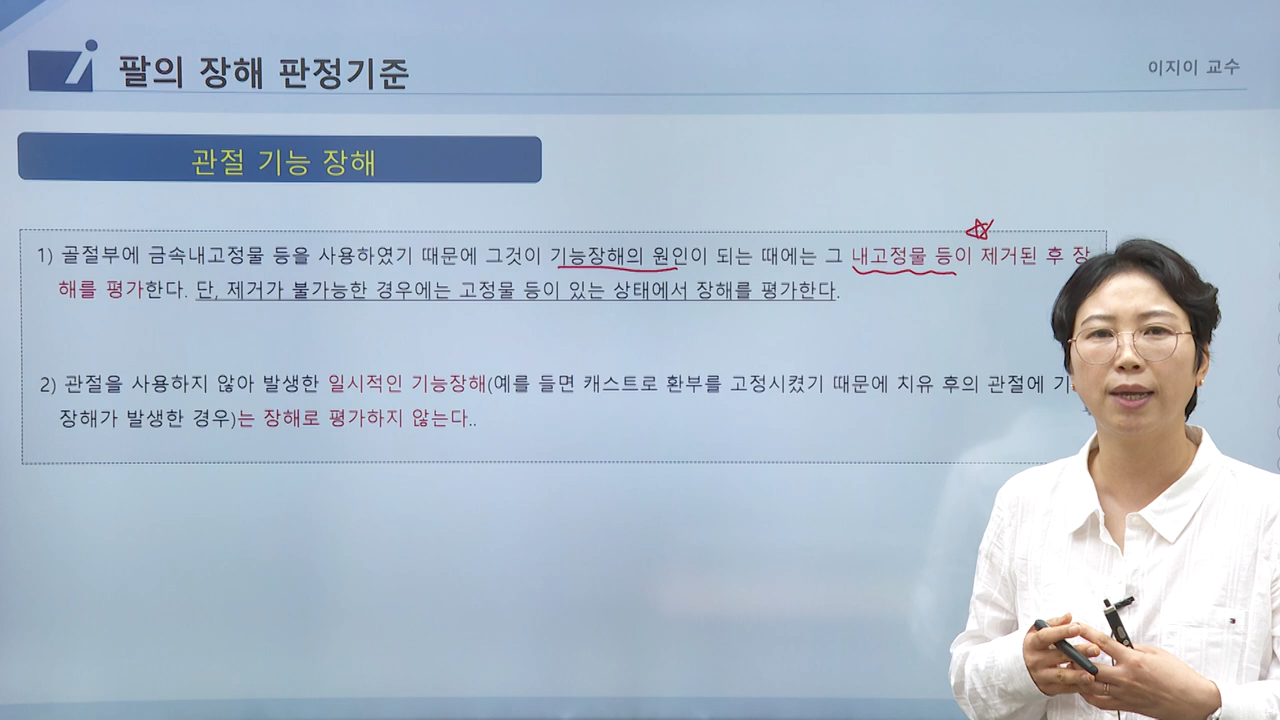 팔의 장해 판정기준
이지이 교수
관절 기능 장해
1) 골절부에 금속내고정물 등을 사용하였기 때문에 그것이 기능장해의 원인이 되는 때에는 그 내고정물 등이 제거된 후 장
해를 평가한다. 단, 제거가 불가능한 경우에는 고정물 등이 있는 상태에서 장해를 평가한다.
2) 관절을 사용하지 않아 발생한 일시적인 기능장해(예를 들면 캐스트로 환부를 고정시켰기 때문에 치유 후의 관절에 기
장해가 발생한 경우)는 장해로 평가하지 않는다..